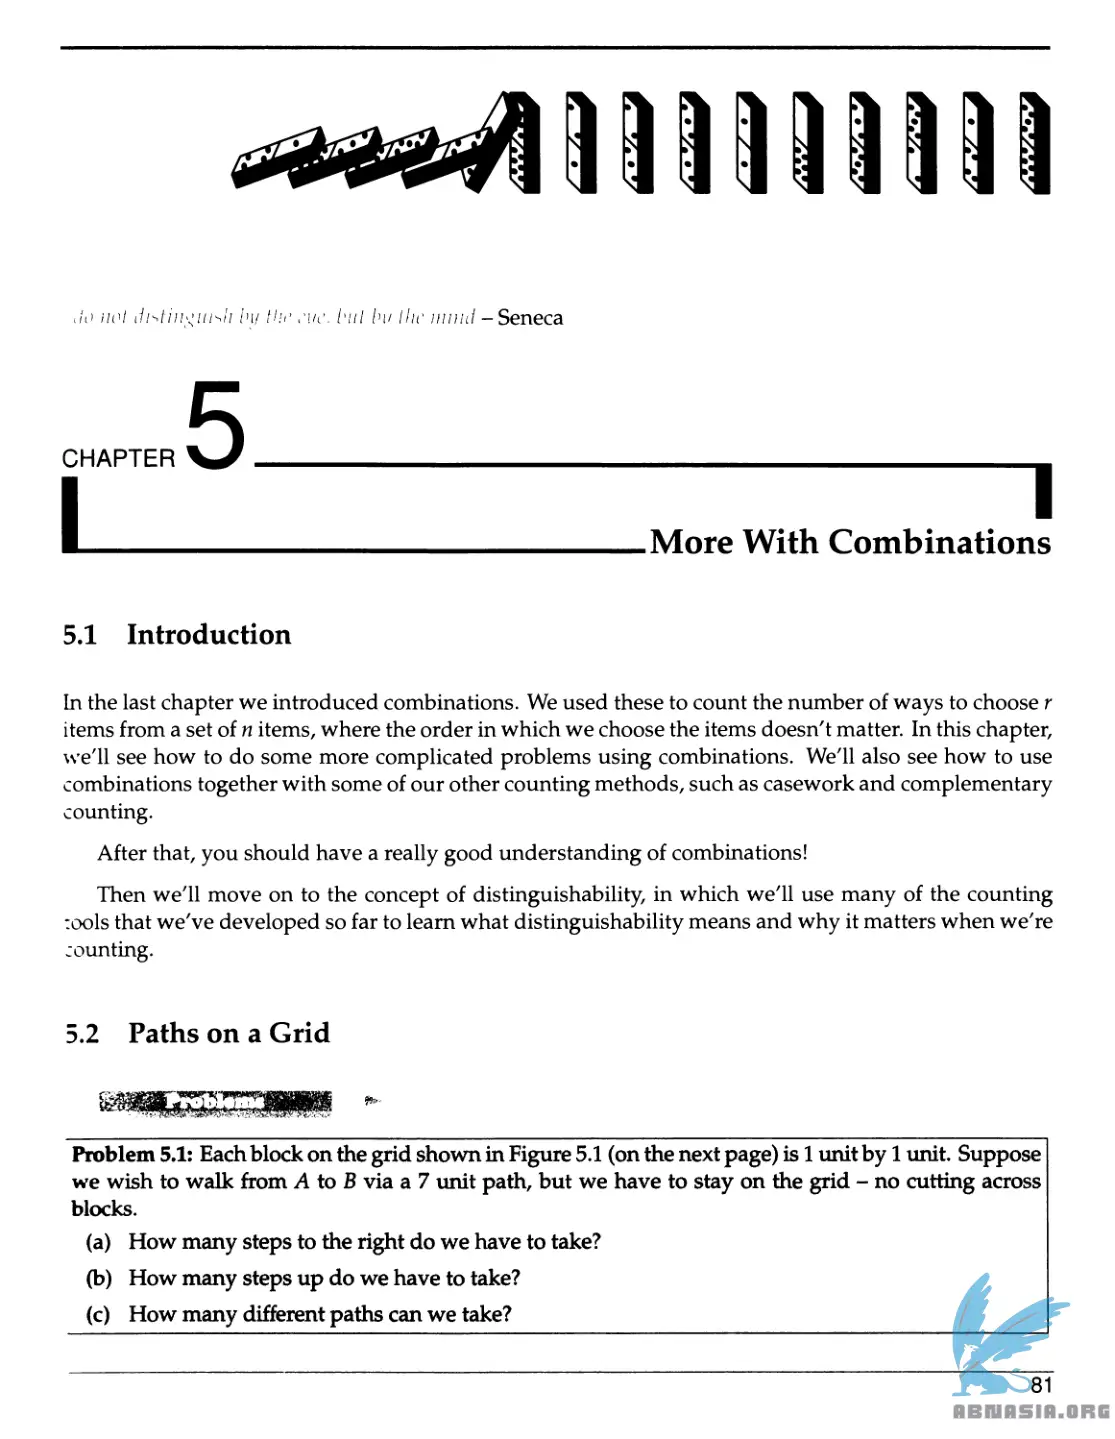 do not distinguish by the eye, but by the mind – Seneca
CHAPTER 5
More With Combinations
5.1 Introduction
In the last chapter we introduced combinations. We used these to count the number of ways to choose r
items from a set of n items, where the order in which we choose the items doesn't matter. In this chapter,
we'll see how to do some more complicated problems using combinations. We'll also see how to use
combinations together with some of our other counting methods, such as casework and complementary
counting.
After that, you should have a really good understanding of combinations!
Then we'll move on to the concept of distinguishability, in which we'll use many of the counting
tools that we've developed so far to learn what distinguishability means and why it matters when we're
counting.
5.2 Paths on a Grid
Problems
Problem 5.1: Each block on the grid shown in Figure 5.1 (on the next page) is 1 unit by 1 unit. Suppose
we wish to walk from A to B via a 7 unit path, but we have to stay on the grid – no cutting across
blocks.
(a) How many steps to the right do we have to take?
(b) How many steps up do we have to take?
(c) How many different paths can we take?
81
ABNASIA.ORG